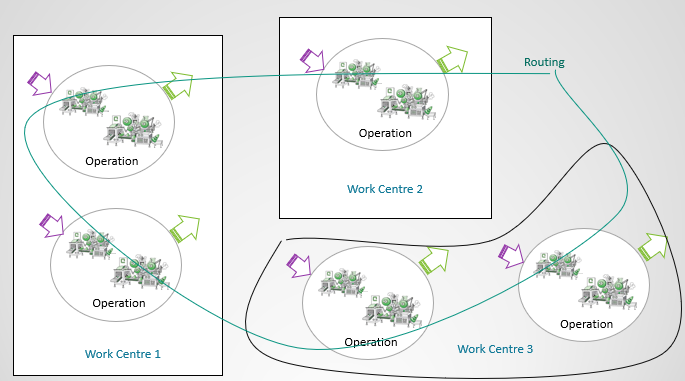 Routing
Operation
Operation
Work Centre 2
Operation
Work Centre 1
Operation
Operation
Work Centre 3